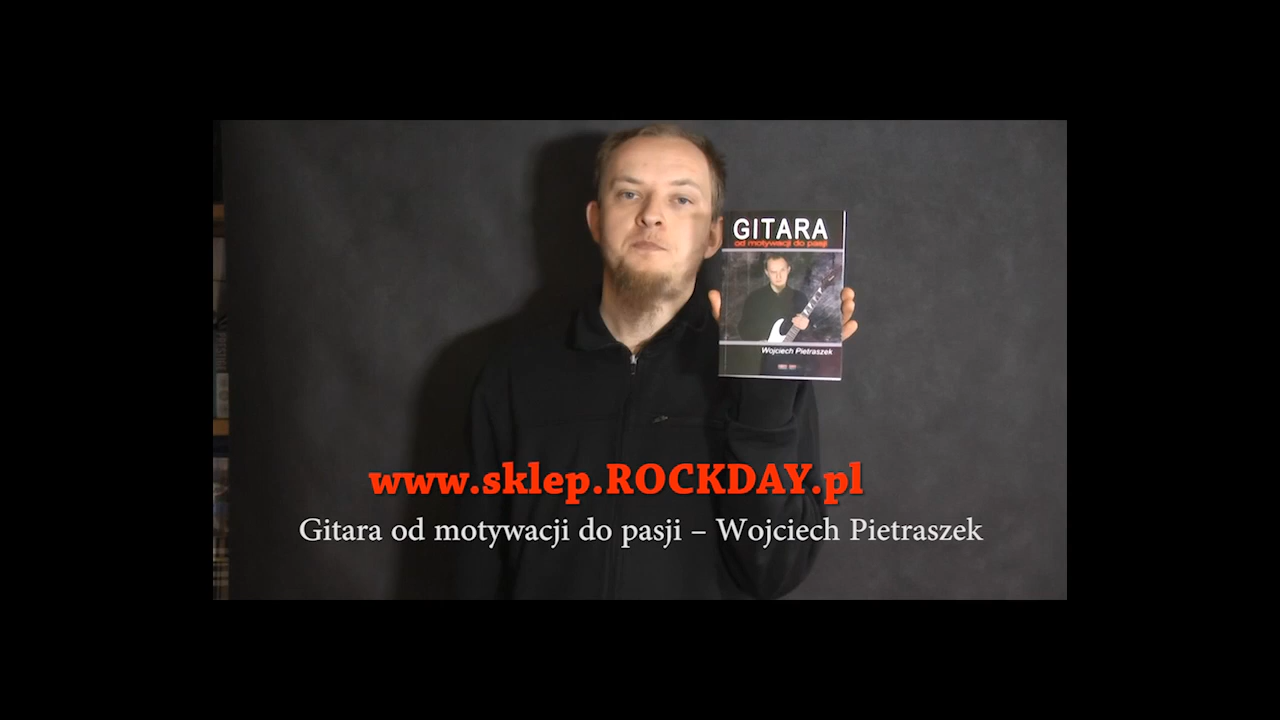 GITARA
od motywacji do pasji
Wojciech Pietraszek
www.sklep.ROCKDAY.pl
Gitara od motywacji do pasji – Wojciech Pietraszek